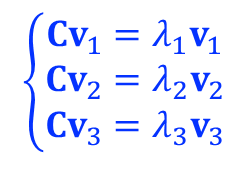 𝐂𝐯₁ = λ₁𝐯₁
𝐂𝐯₂ = λ₂𝐯₂
𝐂𝐯₃ = λ₃𝐯₃